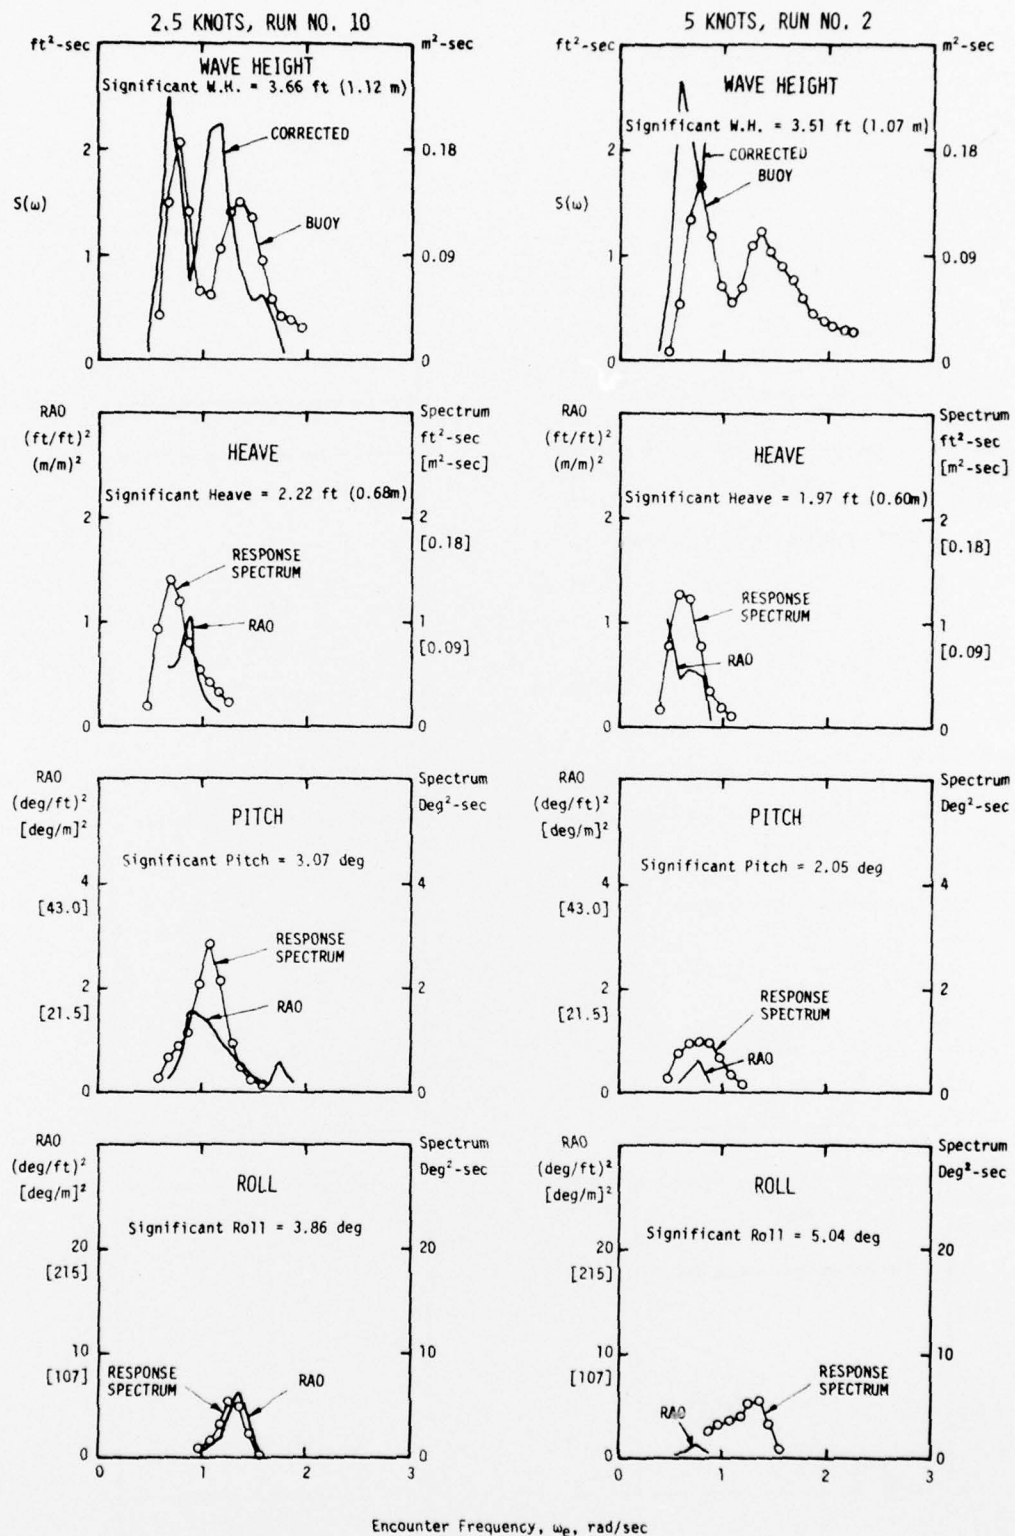 2.5 KNOTS, RUN NO. 10
ft²-sec
m²-sec
WAVE HEIGHT
Significant W.H. = 3.66 ft (1.12 m)
CORRECTED
2
0.18
S(ω)
BUOY
1
0.09
0
0
5 KNOTS, RUN NO. 2
ft²-sec
m²-sec
WAVE HEIGHT
Significant W.H. = 3.51 ft (1.07 m)
2
CORRECTED
0.18
BUOY
S(ω)
1
0.09
0
0
RAO
(ft/ft)²
(m/m)²
Spectrum
ft²-sec
[m²-sec]
HEAVE
Significant Heave = 2.22 ft (0.68m)
2
2
[0.18]
RESPONSE
SPECTRUM
1
RAO
1
[0.09]
0
0
RAO
(ft/ft)²
(m/m)²
Spectrum
ft²-sec
[m²-sec]
HEAVE
Significant Heave = 1.97 ft (0.60m)
2
2
[0.18]
RESPONSE
SPECTRUM
1
1
[0.09]
RAO
0
0
RAO
(deg/ft)²
[deg/m]²
Spectrum
Deg²-sec
PITCH
Significant Pitch = 3.07 deg
4
4
[43.0]
RESPONSE
SPECTRUM
2
2
[21.5]
RAO
0
0
RAO
(deg/ft)²
[deg/m]²
Spectrum
Deg²-sec
PITCH
Significant Pitch = 2.05 deg
4
4
[43.0]
2
2
[21.5]
RESPONSE
SPECTRUM
RAO
0
0
RAO
(deg/ft)²
[deg/m]²
Spectrum
Deg²-sec
ROLL
Significant Roll = 3.86 deg
20
20
[215]
10
10
[107]
RESPONSE
SPECTRUM
RAO
0
0
0
1
2
3
RAO
(deg/ft)²
[deg/m]²
Spectrum
Deg²-sec
ROLL
Significant Roll = 5.04 deg
20
20
[215]
10
10
[107]
RESPONSE
SPECTRUM
RAO
0
0
0
1
2
3
Encounter Frequency, ωe, rad/sec